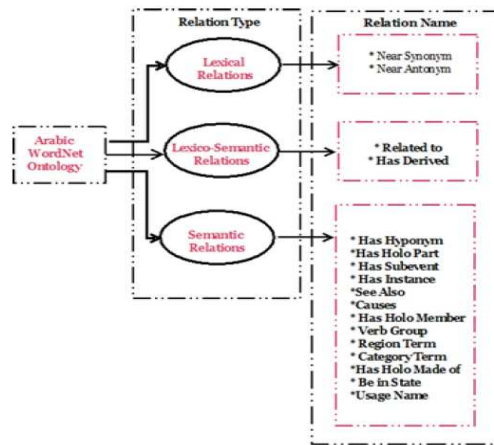 Relation Type
Relation Name
Arabic
WordNet
Ontology
Lexical
Relations
* Near Synonym
* Near Antonym
Lexico-Semantic
Relations
* Related to
* Has Derived
Semantic
Relations
* Has Hyponym
*Has Holo Part
* Has Subevent
* Has Instance
*See Also
*Causes
* Has Holo Member
* Verb Group
* Region Term
* Category Term
*Has Holo Made of
* Be in State
*Usage Name